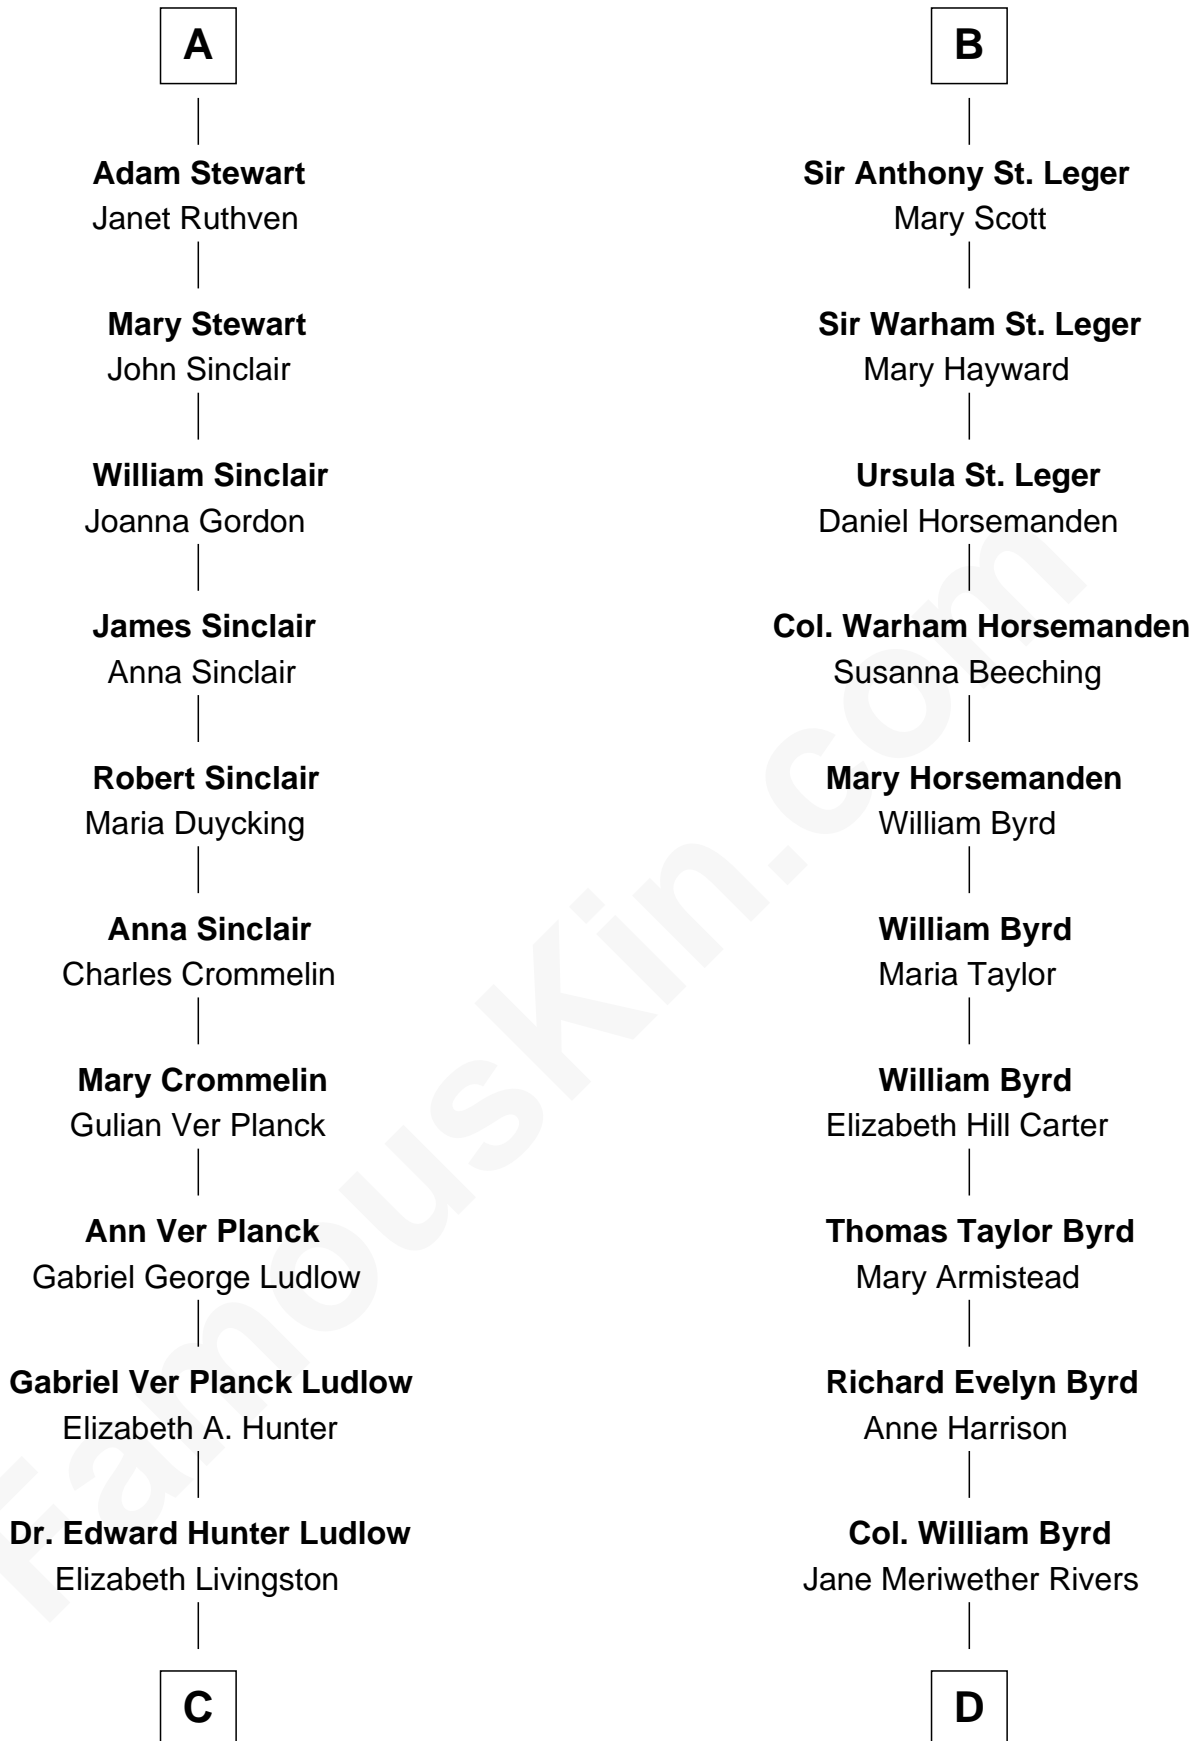 A
Adam Stewart
Janet Ruthven
Mary Stewart
John Sinclair
William Sinclair
Joanna Gordon
James Sinclair
Anna Sinclair
Robert Sinclair
Maria Duycking
Anna Sinclair
Charles Crommelin
Mary Crommelin
Gulian Ver Planck
Ann Ver Planck
Gabriel George Ludlow
Gabriel Ver Planck Ludlow
Elizabeth A. Hunter
Dr. Edward Hunter Ludlow
Elizabeth Livingston
C
B
Sir Anthony St. Leger
Mary Scott
Sir Warham St. Leger
Mary Hayward
Ursula St. Leger
Daniel Horsemanden
Col. Warham Horsemanden
Susanna Beeching
Mary Horsemanden
William Byrd
William Byrd
Maria Taylor
William Byrd
Elizabeth Hill Carter
Thomas Taylor Byrd
Mary Armistead
Richard Evelyn Byrd
Anne Harrison
Col. William Byrd
Jane Meriwether Rivers
D
FamousKin.com